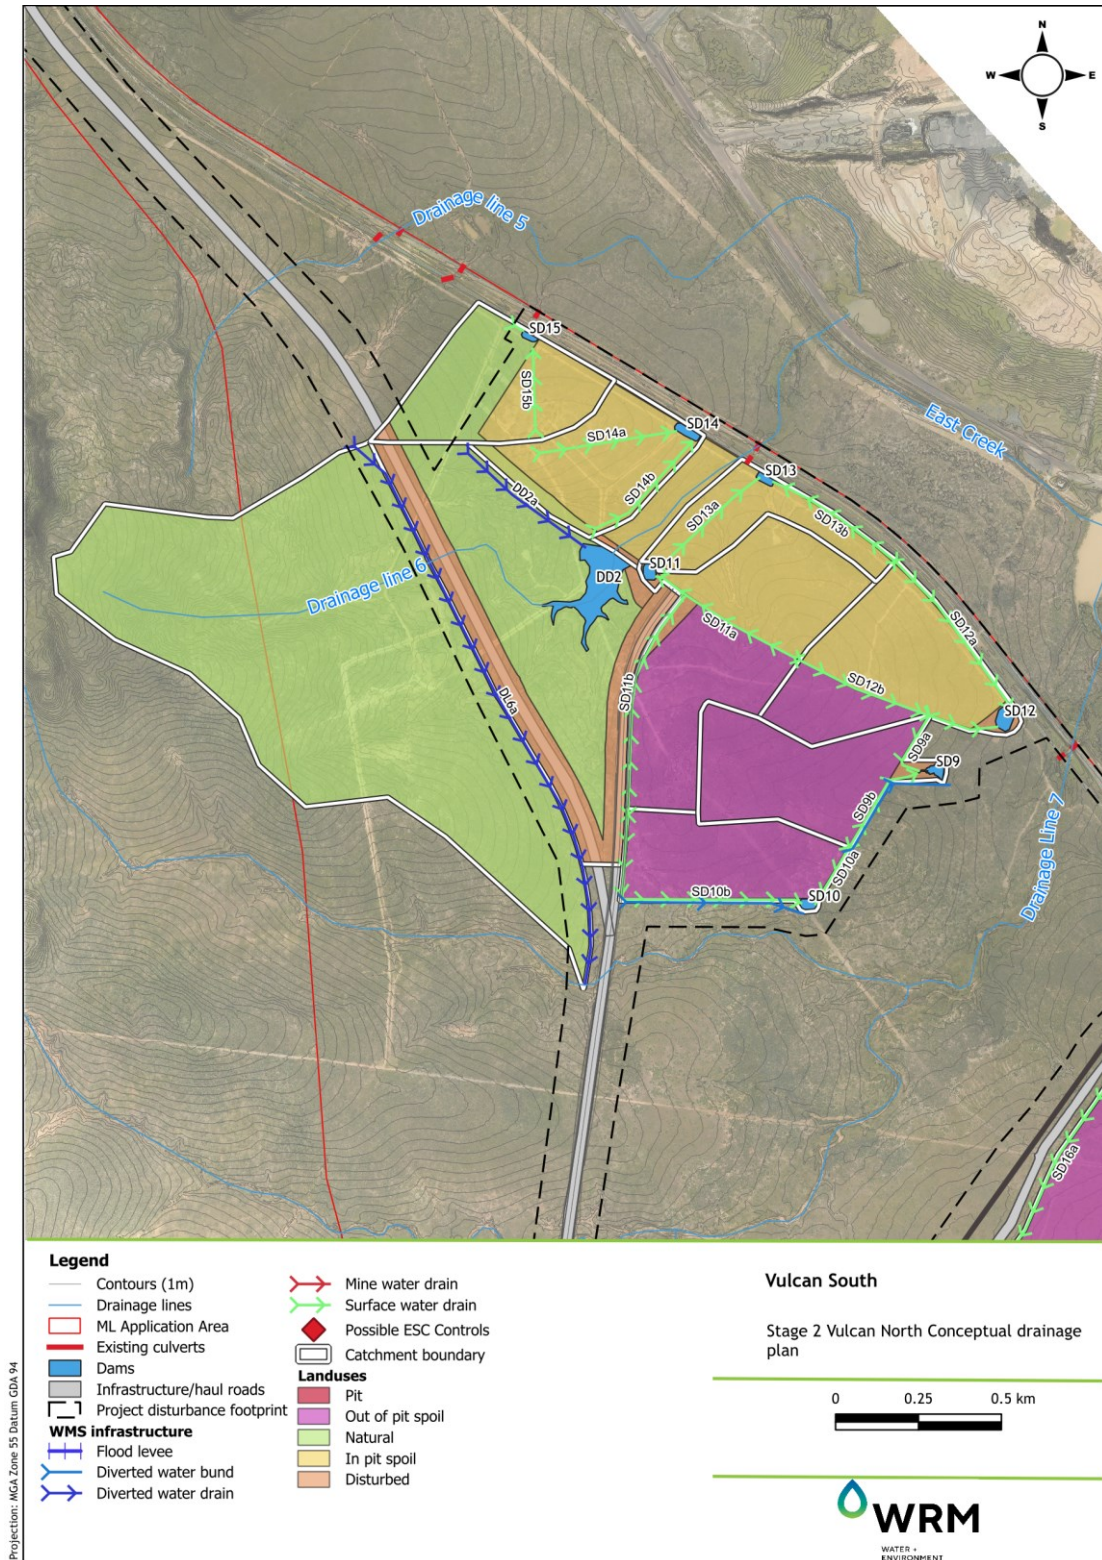 N
W
E
S
Drainage line 5
SD15
SD15b
SD14
SD14a
SD14b
East Creek
SD13
SD13a
SD13b
DD2a
DD2
SD11
Drainage line 6
SD11a
SD12a
SD12b
SD11b
DL6a
SD12
SD9a
SD9
SD9b
SD10a
SD10b
SD10
Drainage Line 7
SD16a
Legend
Contours (1m)
Drainage lines
ML Application Area
Existing culverts
Dams
Infrastructure/haul roads
Project disturbance footprint
WMS infrastructure
Flood levee
Diverted water bund
Diverted water drain
Mine water drain
Surface water drain
Possible ESC Controls
Catchment boundary
Landuses
Pit
Out of pit spoil
Natural
In pit spoil
Disturbed
Vulcan South
Stage 2 Vulcan North Conceptual drainage
plan
0 0.25 0.5 km
WRM
WATER +
ENVIRONMENT
Projection: MGA Zone 55 Datum GDA 94